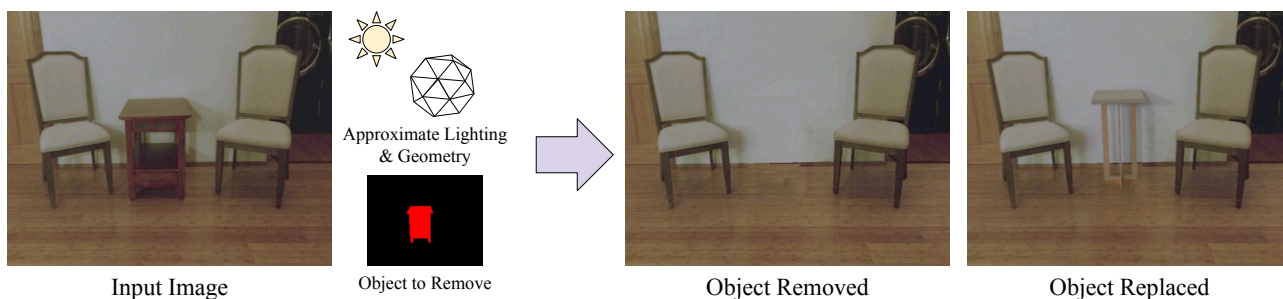 Approximate Lighting
& Geometry
Input Image
Object to Remove
Object Removed
Object Replaced